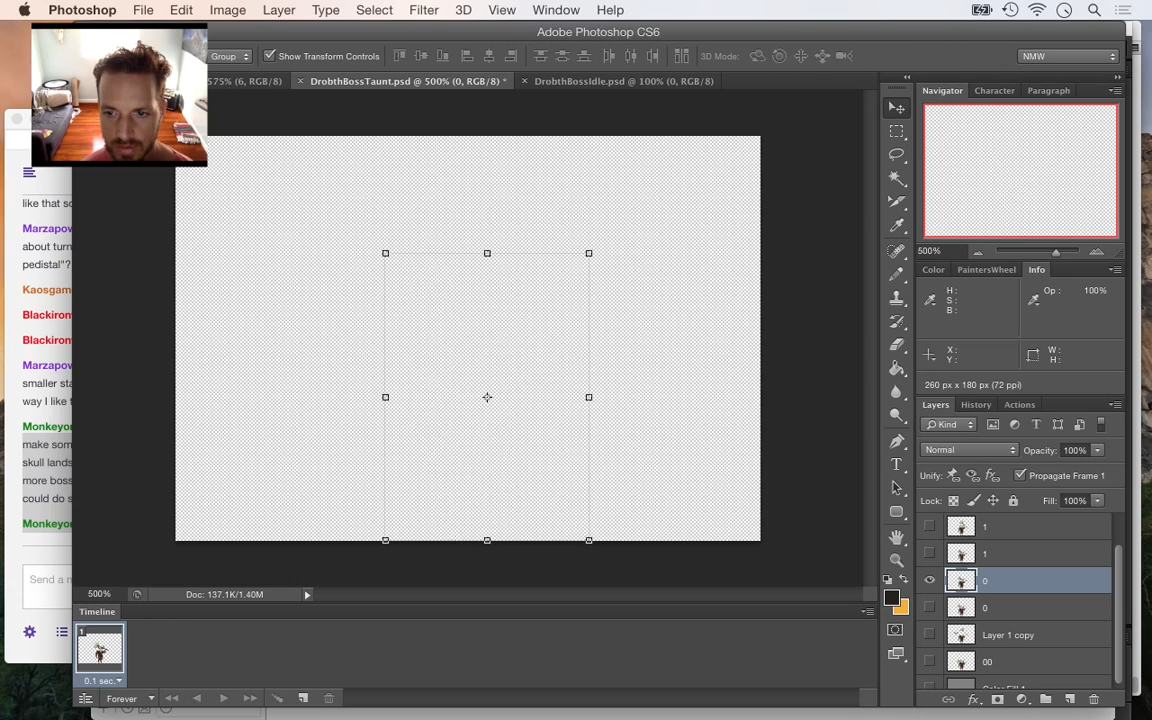 Photoshop File Edit Image Layer Type Select Filter 3D View Window Help
Adobe Photoshop CS6
Group Show Transform Controls 3D Mode: NMW
575% (6, RGB/8) × DrobthBossTaunt.psd @ 500% (0, RGB/8) * × DrobthBossIdle.psd @ 100% (0, RGB/8)
like that so
Marzapow
about turn
pedistal"?
Kaosgam
Blackiron
Blackiron
Marzapow
smaller sta
way I like t
Monkeyo
make som
skull lands
more boss
could do s
Monkeyo
Send a m
Navigator Character Paragraph
500%
Color PaintersWheel Info
H :
S :
B :
Op : 100%
X :
Y :
W :
H :
260 px x 180 px (72 ppi)
Layers History Actions
Kind
Normal Opacity: 100%
Unify: Propagate Frame 1
Lock: Fill: 100%
1
1
0
0
Layer 1 copy
00
Color Fill 1
500% Doc: 137.1K/1.40M
Timeline
1
0.1 sec.
Forever